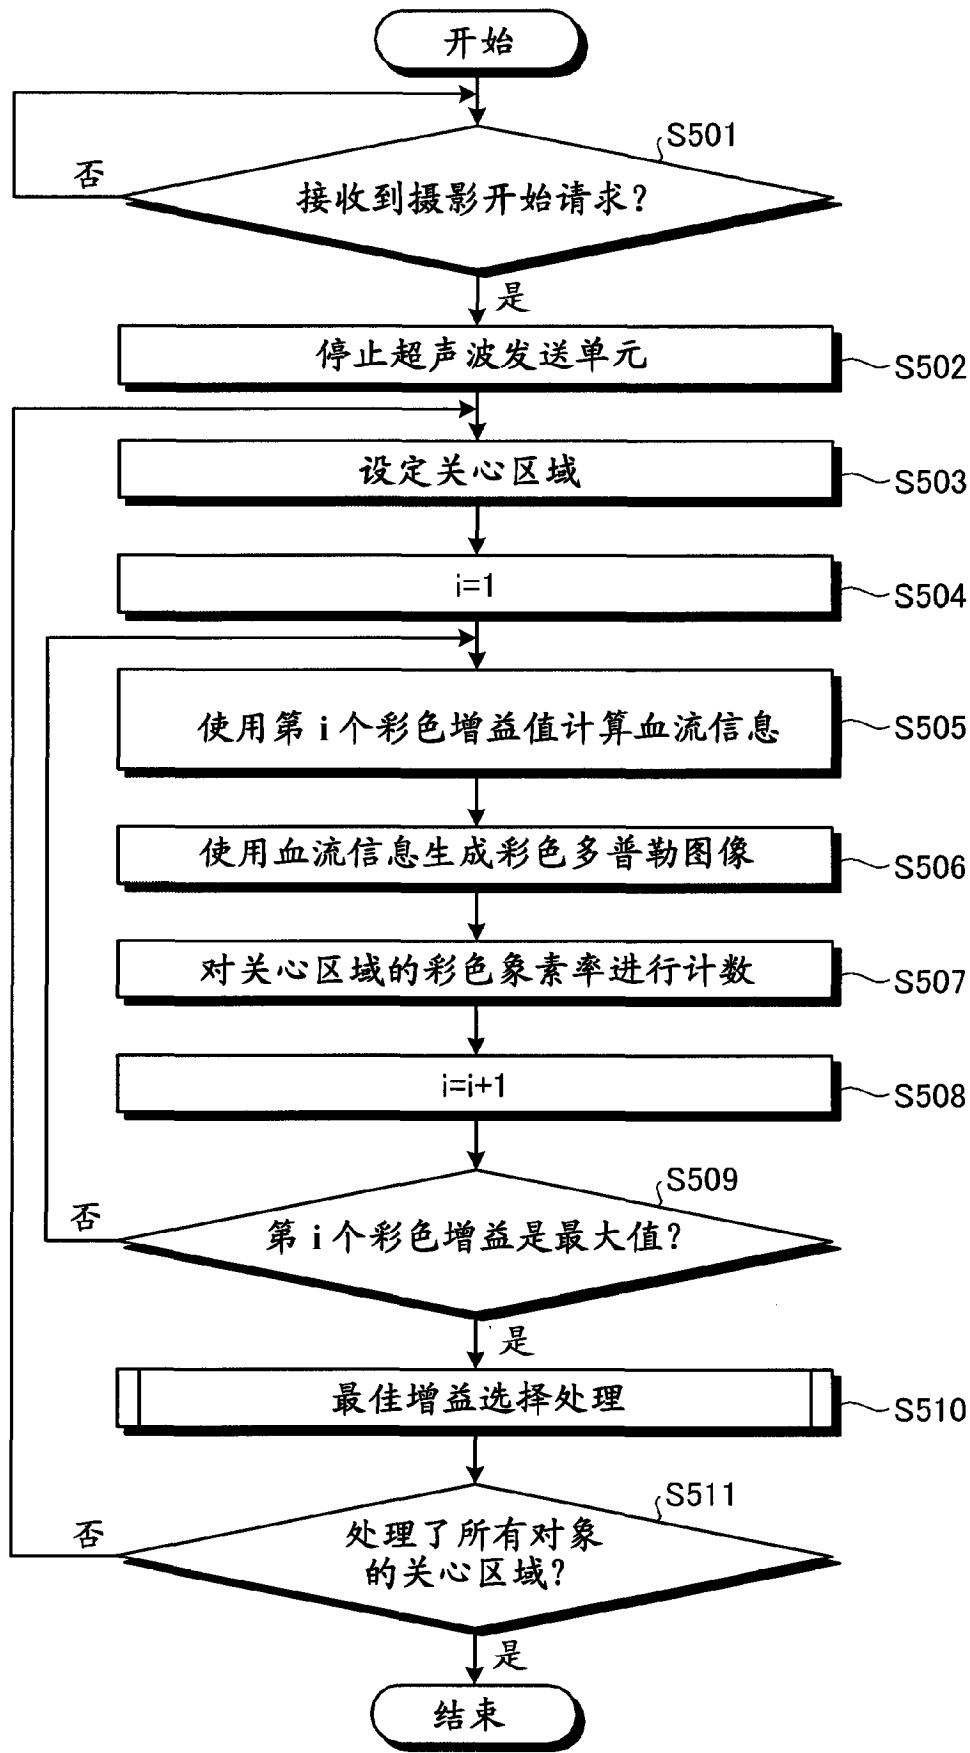 开始
S501
否
接收到摄影开始请求?
是
停止超声波发送单元
S502
设定关心区域
S503
i=1
S504
使用第 i 个彩色增益值计算血流信息
S505
使用血流信息生成彩色多普勒图像
S506
对关心区域的彩色象素率进行计数
S507
i=i+1
S508
S509
否
第 i 个彩色增益是最大值?
是
最佳增益选择处理
S510
S511
否
处理了所有对象
的关心区域?
是
结束